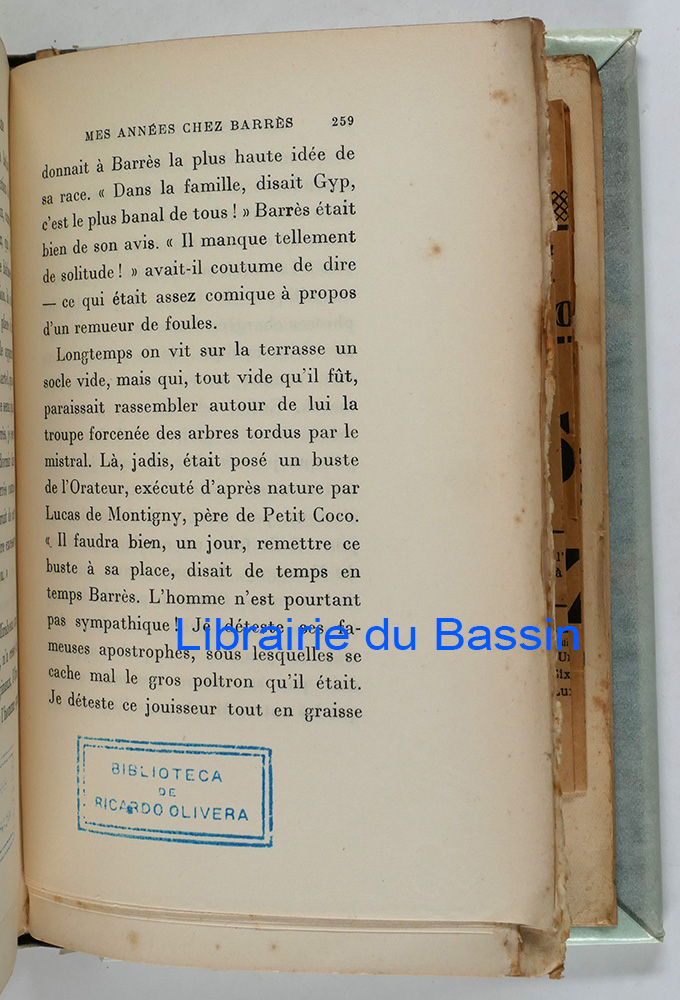 MES ANNÉES CHEZ BARRÈS 259
donnait à Barrès la plus haute idée de
sa race. « Dans la famille, disait Gyp,
c'est le plus banal de tous ! » Barrès était
bien de son avis. « Il manque tellement
de solitude ! » avait-il coutume de dire
— ce qui était assez comique à propos
d'un remueur de foules.
Longtemps on vit sur la terrasse un
socle vide, mais qui, tout vide qu'il fût,
paraissait rassembler autour de lui la
troupe forcenée des arbres tordus par le
mistral. Là, jadis, était posé un buste
de l'Orateur, exécuté d'après nature par
Lucas de Montigny, père de Petit Coco.
« Il faudra bien, un jour, remettre ce
buste à sa place, disait de temps en
temps Barrès. L'homme n'est pourtant
pas sympathique ! Je déteste ses fa-
meuses apostrophes, sous lesquelles se
cache mal le gros poltron qu'il était.
Je déteste ce jouisseur tout en graisse
Librairie du Bassin
BIBLIOTECA
DE
RICARDO OLIVERA